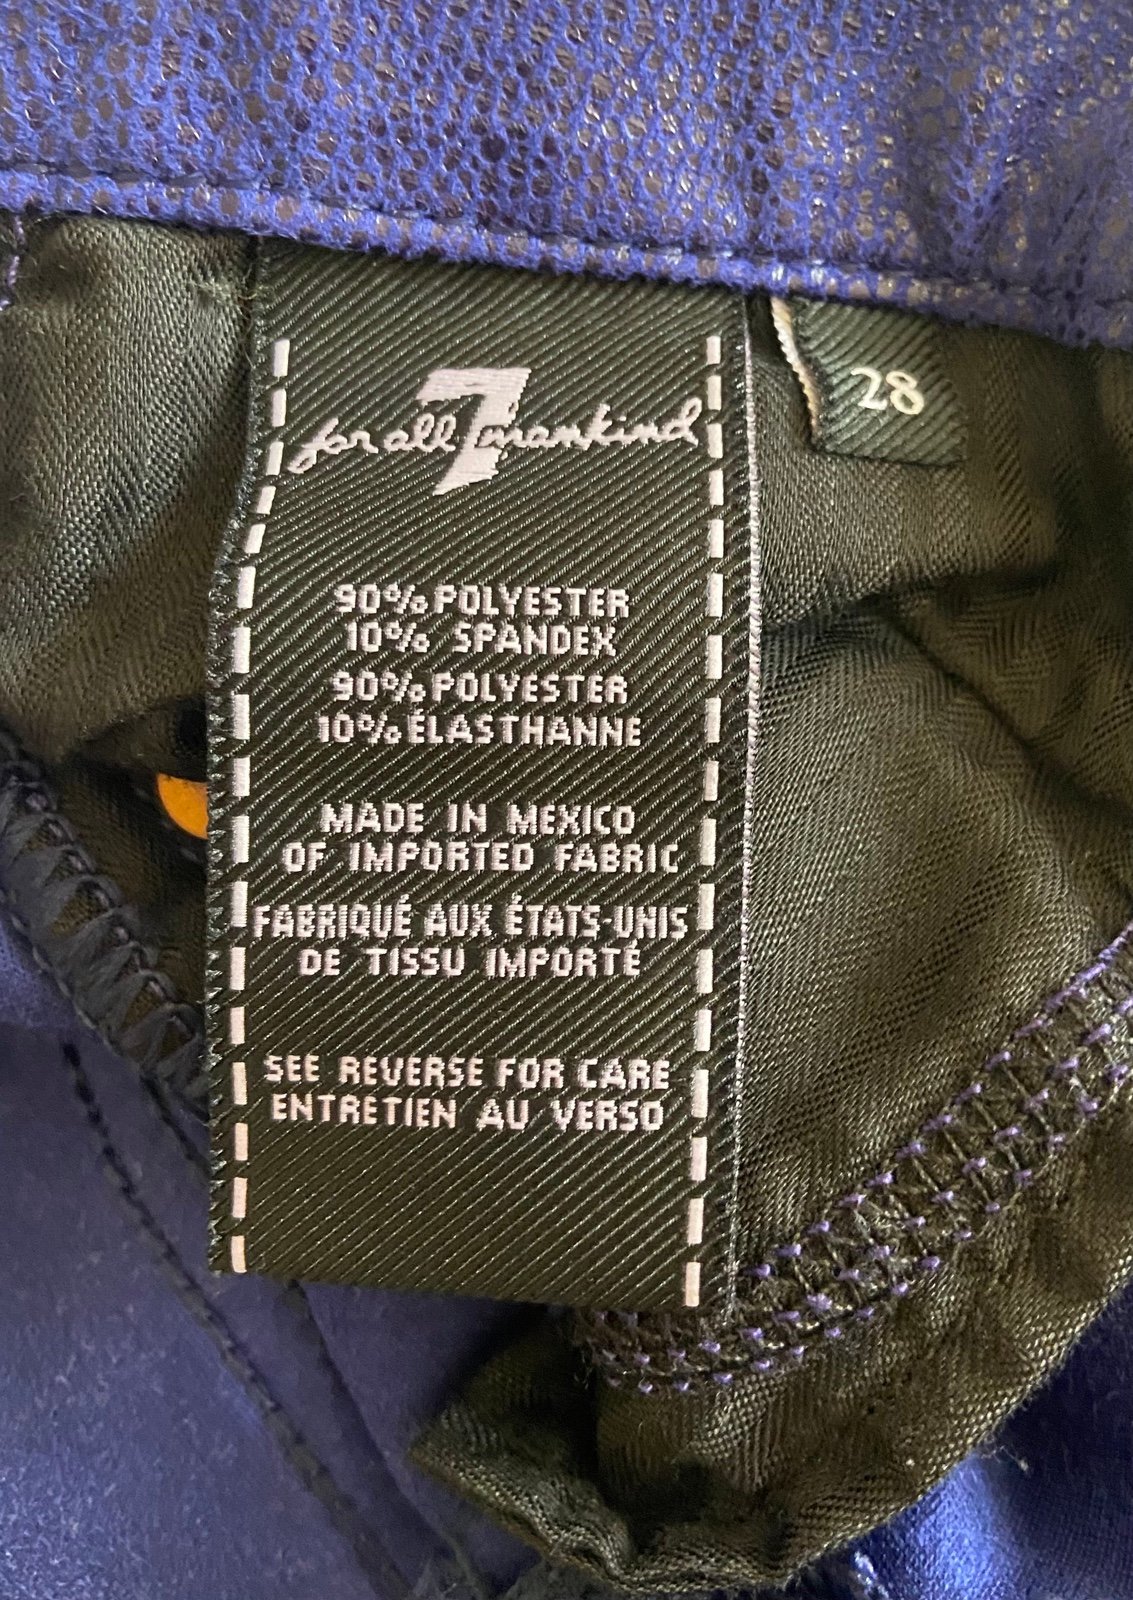 for all 7 mankind
28
90% POLYESTER
10% SPANDEX
90% POLYESTER
10% ÉLASTHANNE
MADE IN MEXICO
OF IMPORTED FABRIC
FABRIQUÉ AUX ÉTATS-UNIS
DE TISSU IMPORTÉ
SEE REVERSE FOR CARE
ENTRETIEN AU VERSO